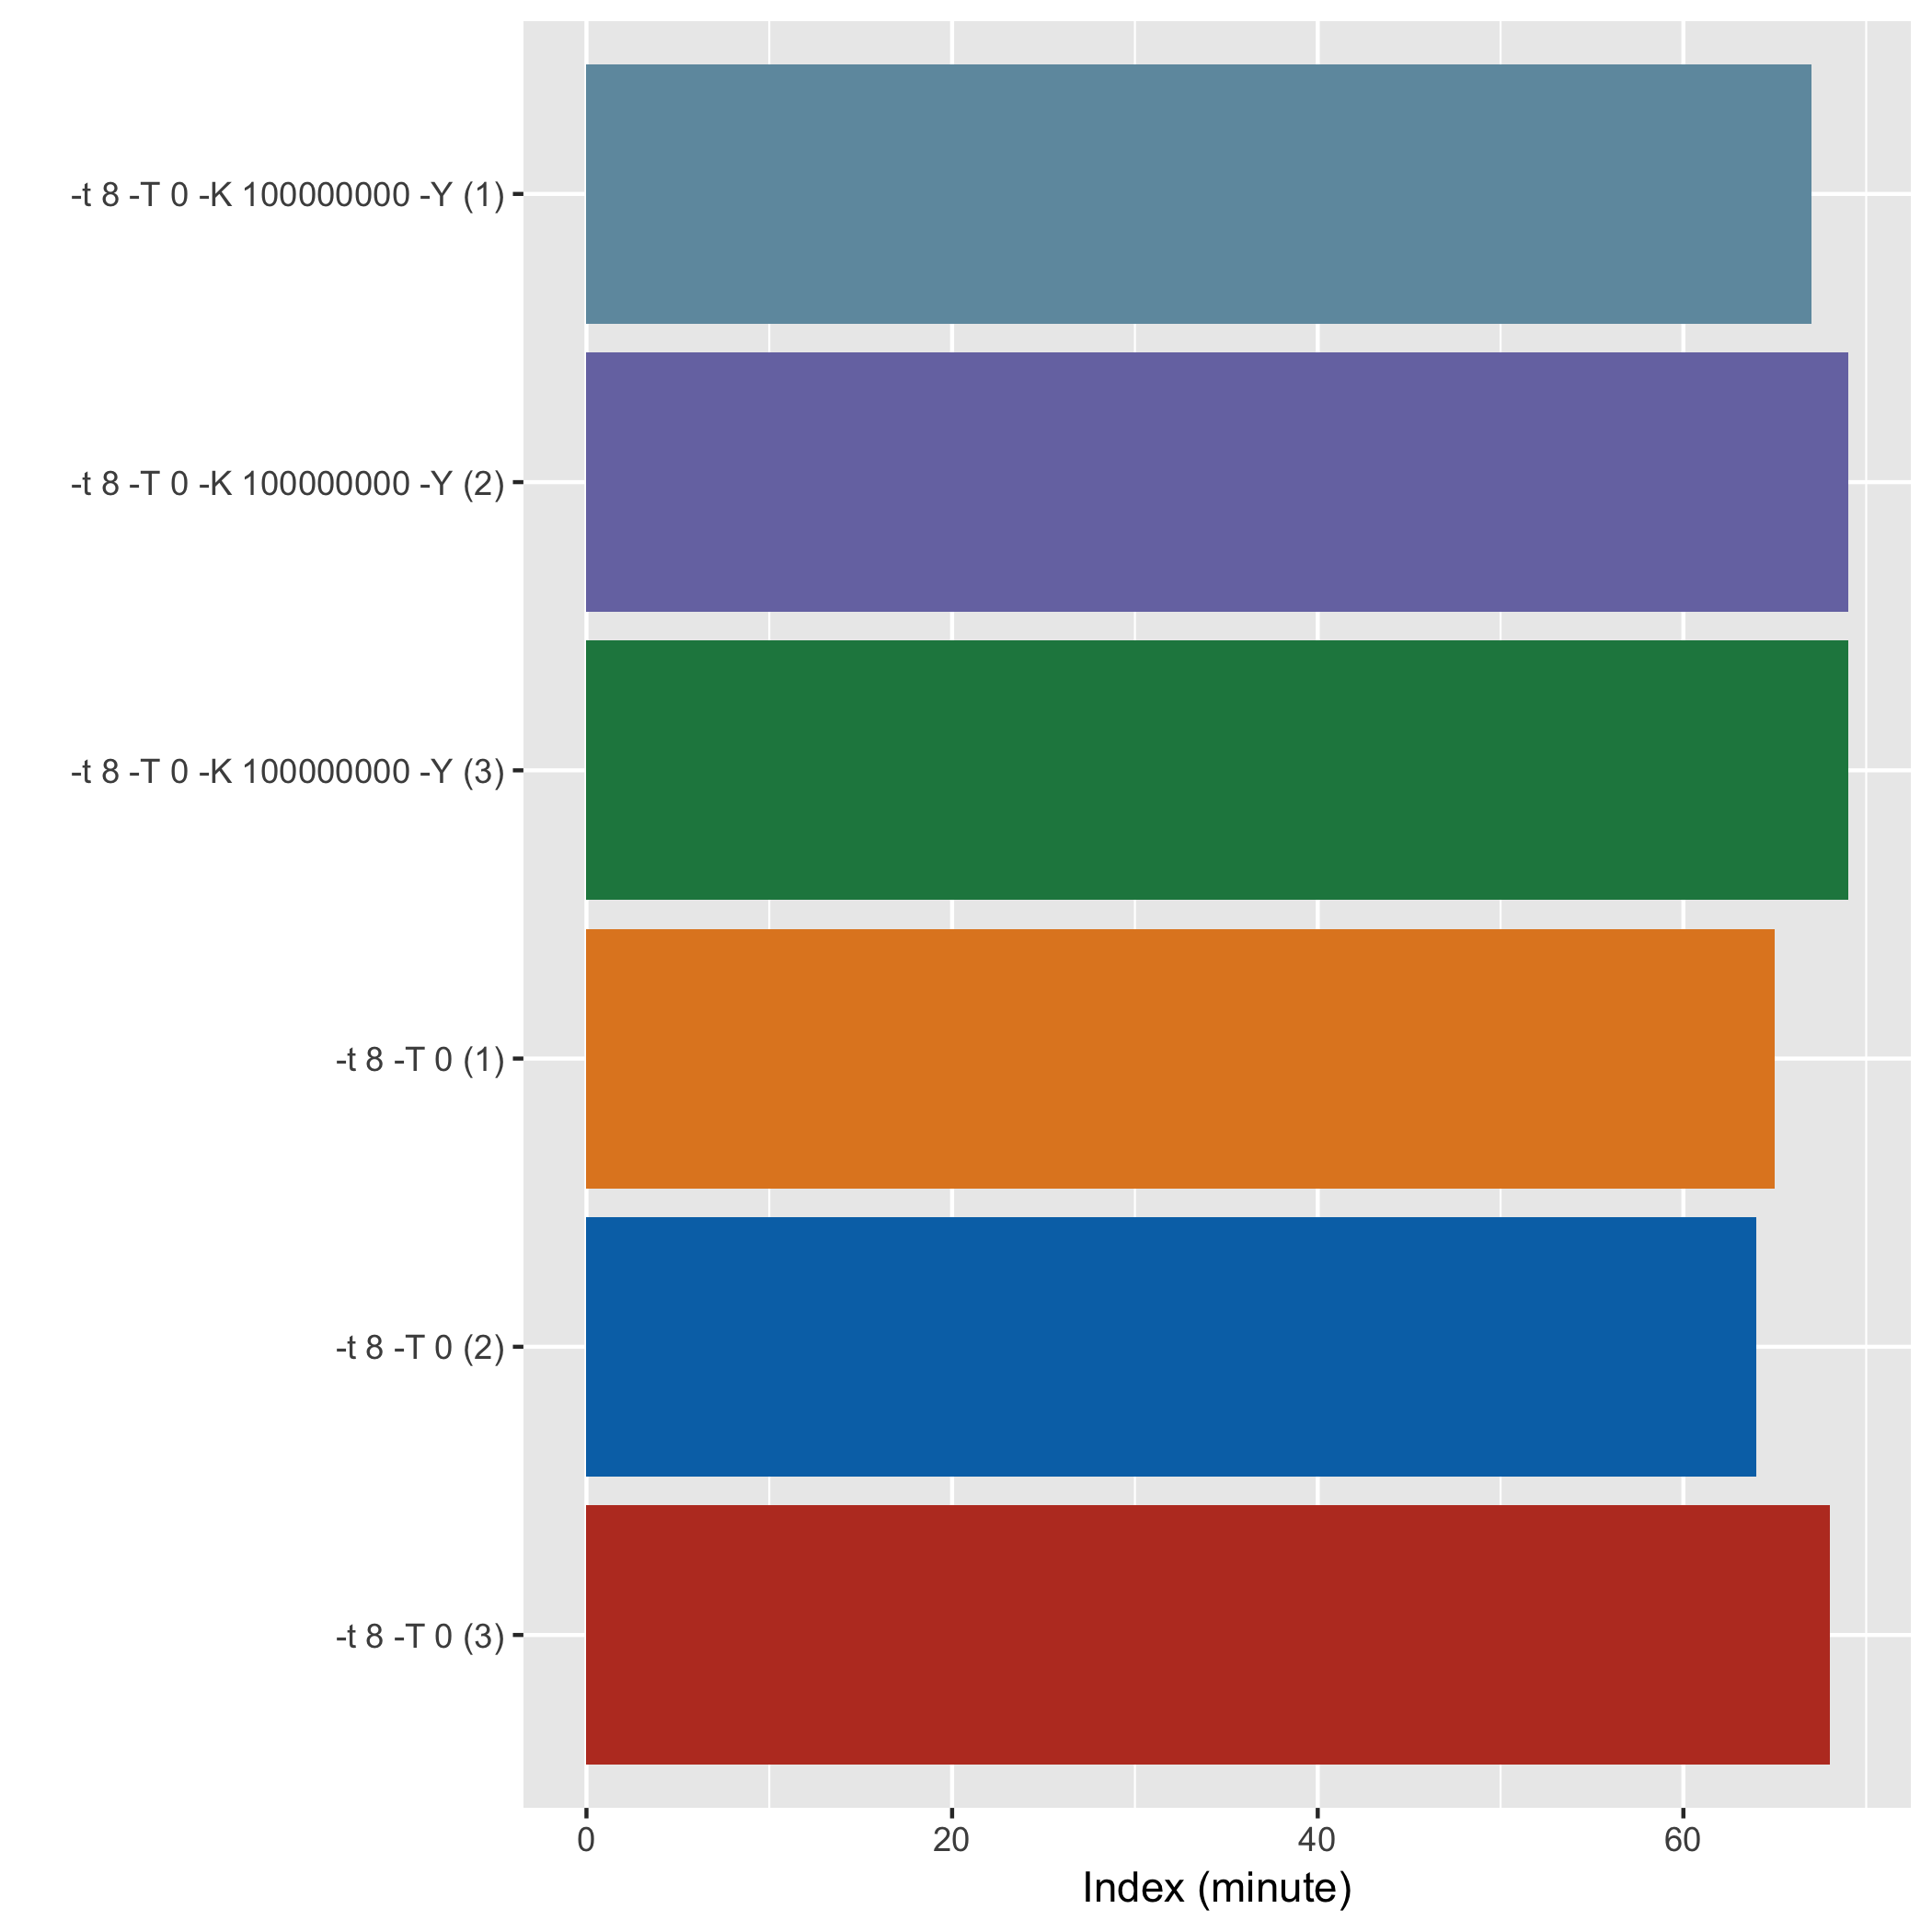 -t 8 -T 0 -K 100000000 -Y (1)
-t 8 -T 0 -K 100000000 -Y (2)
-t 8 -T 0 -K 100000000 -Y (3)
-t 8 -T 0 (1)
-t 8 -T 0 (2)
-t 8 -T 0 (3)
0 20 40 60
Index (minute)